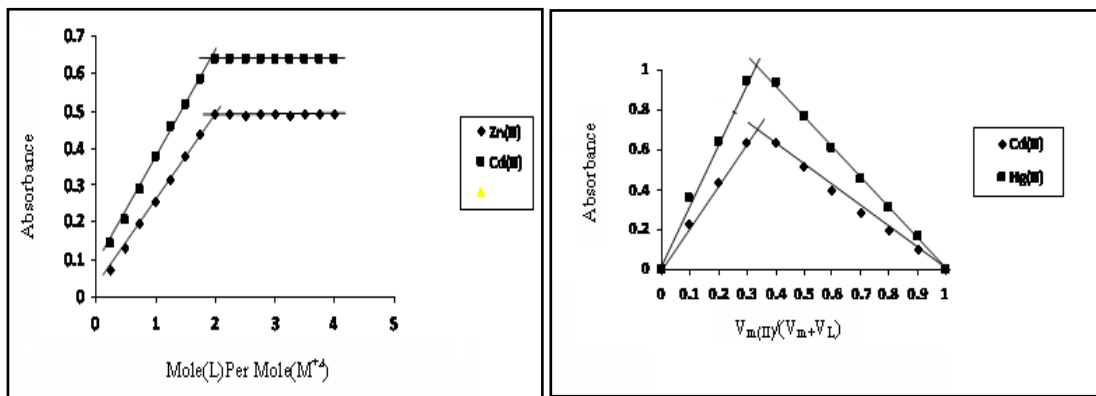 0.7
0.6
0.5
0.4
0.3
0.2
0.1
0
0 1 2 3 4 5
Absorbance
Mole(L)Per Mole(M
Zn(II)
Cd(II)
1
0.8
0.6
0.4
0.2
0
0 0.1 0.2 0.3 0.4 0.5 0.6 0.7 0.8 0.9 1
Absorbance
Vm(II)/(Vm+VL)
Cd(II)
Hg(II)